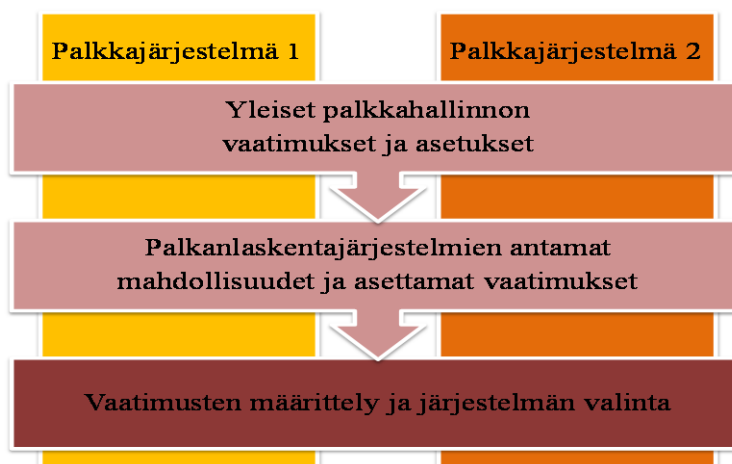 Palkkajärjestelmä 1
Palkkajärjestelmä 2
Yleiset palkkahallinnon
vaatimukset ja asetukset
Palkanlaskentajärjestelmien antamat
mahdollisuudet ja asettamat vaatimukset
Vaatimusten määrittely ja järjestelmän valinta